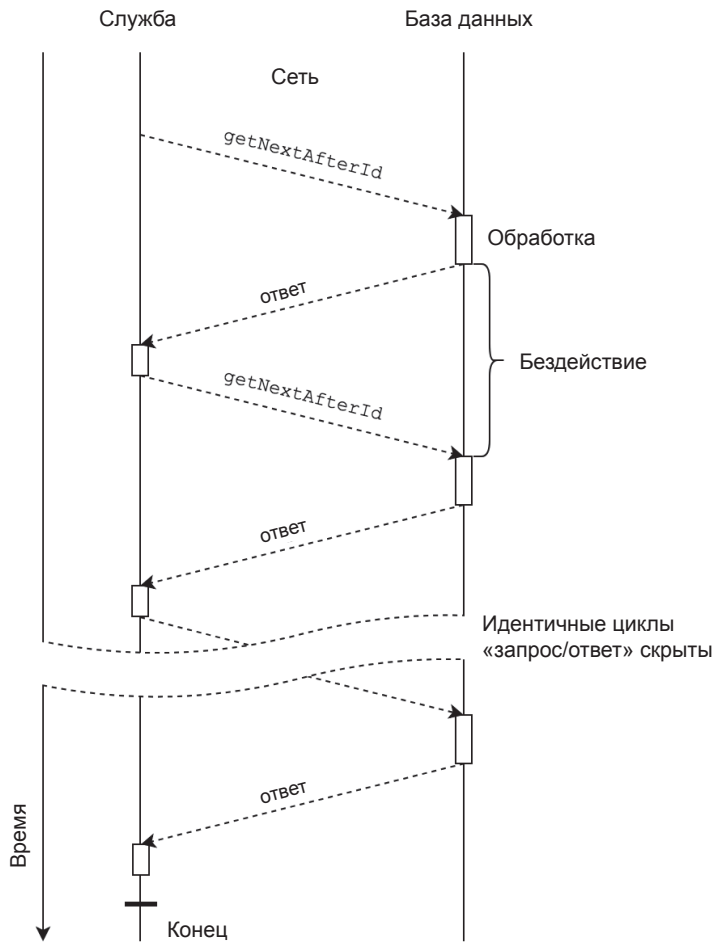 Служба
База данных
Сеть
getNextAfterId
Обработка
ответ
Бездействие
getNextAfterId
ответ
Идентичные циклы
«запрос/ответ» скрыты
ответ
Время
Конец